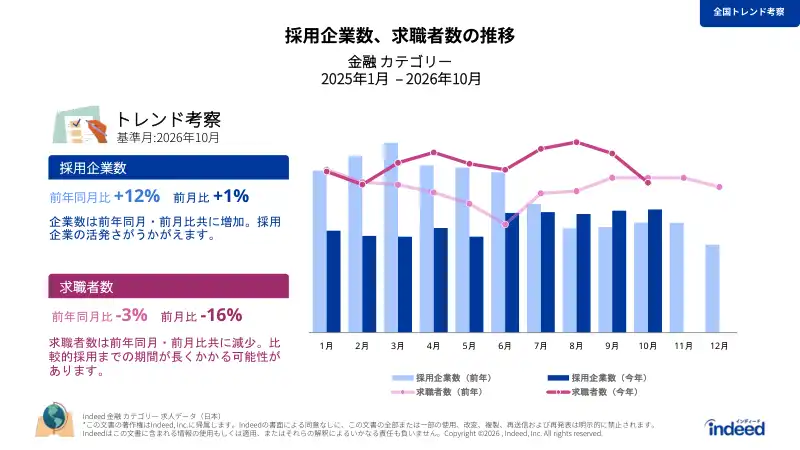 全国トレンド考察
採用企業数、求職者数の推移
金融 カテゴリー
2025年1月 – 2026年10月
トレンド考察
基準月:2026年10月
採用企業数
前年同月比 +12% 前月比 +1%
企業数は前年同月・前月比共に増加。採用
企業の活発さがうかがえます。
求職者数
前年同月比 -3% 前月比 -16%
求職者数は前年同月・前月比共に減少。比
較的採用までの期間が長くかかる可能性が
あります。
1月 2月 3月 4月 5月 6月 7月 8月 9月 10月 11月 12月
採用企業数（前年） 採用企業数（今年）
求職者数（前年） 求職者数（今年）
Indeed 金融 カテゴリー 求人データ（日本）
*この文書の著作権はIndeed, Inc.に帰属します。Indeedの書面による同意なしに、この文書の全部または一部の使用、改変、複製、再送信および再発表は明示的に禁止されます。
Indeedはこの文書に含まれる情報の使用もしくは適用、またはそれらの解釈によるいかなる責任も負いません。Copyright ©2026 , Indeed, Inc. All rights reserved.
インディード
indeed